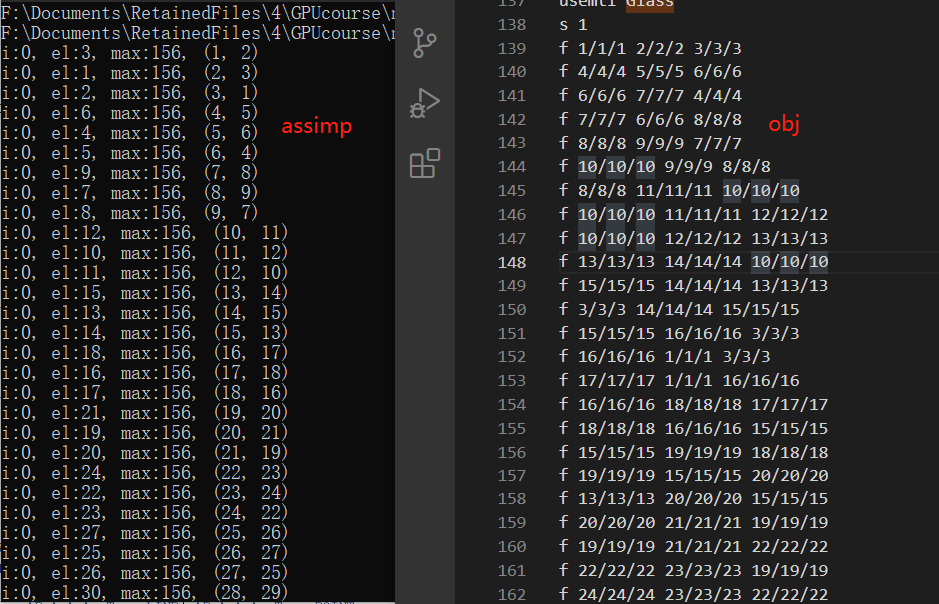 F:\Documents\RetainedFiles\4\GPUcourse\
F:\Documents\RetainedFiles\4\GPUcourse\
i:0, el:3, max:156, (1, 2)
i:0, el:1, max:156, (2, 3)
i:0, el:2, max:156, (3, 1)
i:0, el:6, max:156, (4, 5)
i:0, el:4, max:156, (5, 6)
i:0, el:5, max:156, (6, 4)
i:0, el:9, max:156, (7, 8)
i:0, el:7, max:156, (8, 9)
i:0, el:8, max:156, (9, 7)
i:0, el:12, max:156, (10, 11)
i:0, el:10, max:156, (11, 12)
i:0, el:11, max:156, (12, 10)
i:0, el:15, max:156, (13, 14)
i:0, el:13, max:156, (14, 15)
i:0, el:14, max:156, (15, 13)
i:0, el:18, max:156, (16, 17)
i:0, el:16, max:156, (17, 18)
i:0, el:17, max:156, (18, 16)
i:0, el:21, max:156, (19, 20)
i:0, el:19, max:156, (20, 21)
i:0, el:20, max:156, (21, 19)
i:0, el:24, max:156, (22, 23)
i:0, el:22, max:156, (23, 24)
i:0, el:23, max:156, (24, 22)
i:0, el:27, max:156, (25, 26)
i:0, el:25, max:156, (26, 27)
i:0, el:26, max:156, (27, 25)
i:0, el:30, max:156, (28, 29)
assimp
137 usemtl Glass
138 s 1
139 f 1/1/1 2/2/2 3/3/3
140 f 4/4/4 5/5/5 6/6/6
141 f 6/6/6 7/7/7 4/4/4
142 f 7/7/7 6/6/6 8/8/8
143 f 8/8/8 9/9/9 7/7/7
144 f 10/10/10 9/9/9 8/8/8
145 f 8/8/8 11/11/11 10/10/10
146 f 10/10/10 11/11/11 12/12/12
147 f 10/10/10 12/12/12 13/13/13
148 f 13/13/13 14/14/14 10/10/10
149 f 15/15/15 14/14/14 13/13/13
150 f 3/3/3 14/14/14 15/15/15
151 f 15/15/15 16/16/16 3/3/3
152 f 16/16/16 1/1/1 3/3/3
153 f 17/17/17 1/1/1 16/16/16
154 f 16/16/16 18/18/18 17/17/17
155 f 18/18/18 16/16/16 15/15/15
156 f 15/15/15 19/19/19 18/18/18
157 f 19/19/19 15/15/15 20/20/20
158 f 13/13/13 20/20/20 15/15/15
159 f 20/20/20 21/21/21 19/19/19
160 f 19/19/19 21/21/21 22/22/22
161 f 22/22/22 23/23/23 19/19/19
162 f 24/24/24 23/23/23 22/22/22
obj